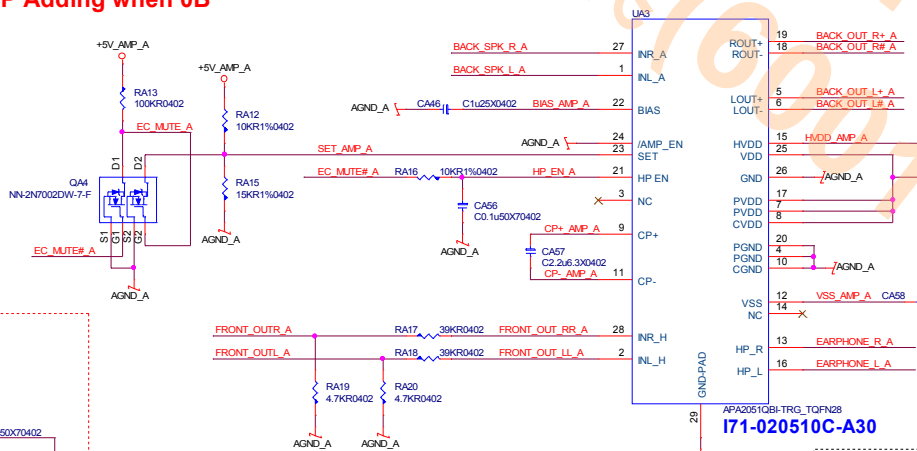 P Adding when 0B
UA3
+5V_AMP_A
+5V_AMP_A
RA13
100KR0402
RA12
10KR1%0402
EC_MUTE_A
BACK_SPK_R_A
27
INR_A
BACK_SPK_L_A
1
INL_A
AGND_A
CA46
C1u25X0402
BIAS_AMP_A
22
BIAS
AGND_A
24
/AMP_EN
SET_AMP_A
23
SET
EC_MUTE#_A
RA16
10KR1%0402
HP_EN_A
21
HP EN
3
NC
CA56
C0.1u50X70402
AGND_A
CP+_AMP_A
9
CP+
CA57
C2.2u6.3X0402
CP-_AMP_A
11
CP-
D1
D2
QA4
NN-2N7002DW-7-F
S1
G1
S2
G2
EC_MUTE#_A
AGND_A
RA15
15KR1%0402
AGND_A
FRONT_OUTR_A
RA17
39KR0402
FRONT_OUT_RR_A
28
INR_H
FRONT_OUTL_A
RA18
39KR0402
FRONT_OUT_LL_A
2
INL_H
RA19
4.7KR0402
RA20
4.7KR0402
AGND_A
AGND_A
50X70402
ROUT+
19
BACK_OUT_R+_A
ROUT-
18
BACK_OUT_R#_A
LOUT+
5
BACK_OUT_L+_A
LOUT-
6
BACK_OUT_L#_A
HVDD
15
HVDD_AMP_A
VDD
25
GND
26
AGND_A
PVDD
17
PVDD
7
CVDD
8
PGND
20
PGND
4
CGND
10
AGND_A
VSS
12
VSS_AMP_A
CA58
NC
14
HP_R
13
EARPHONE_R_A
HP_L
16
EARPHONE_L_A
GND-PAD
29
APA2051QBI-TRG_TQFN28
I71-020510C-A30